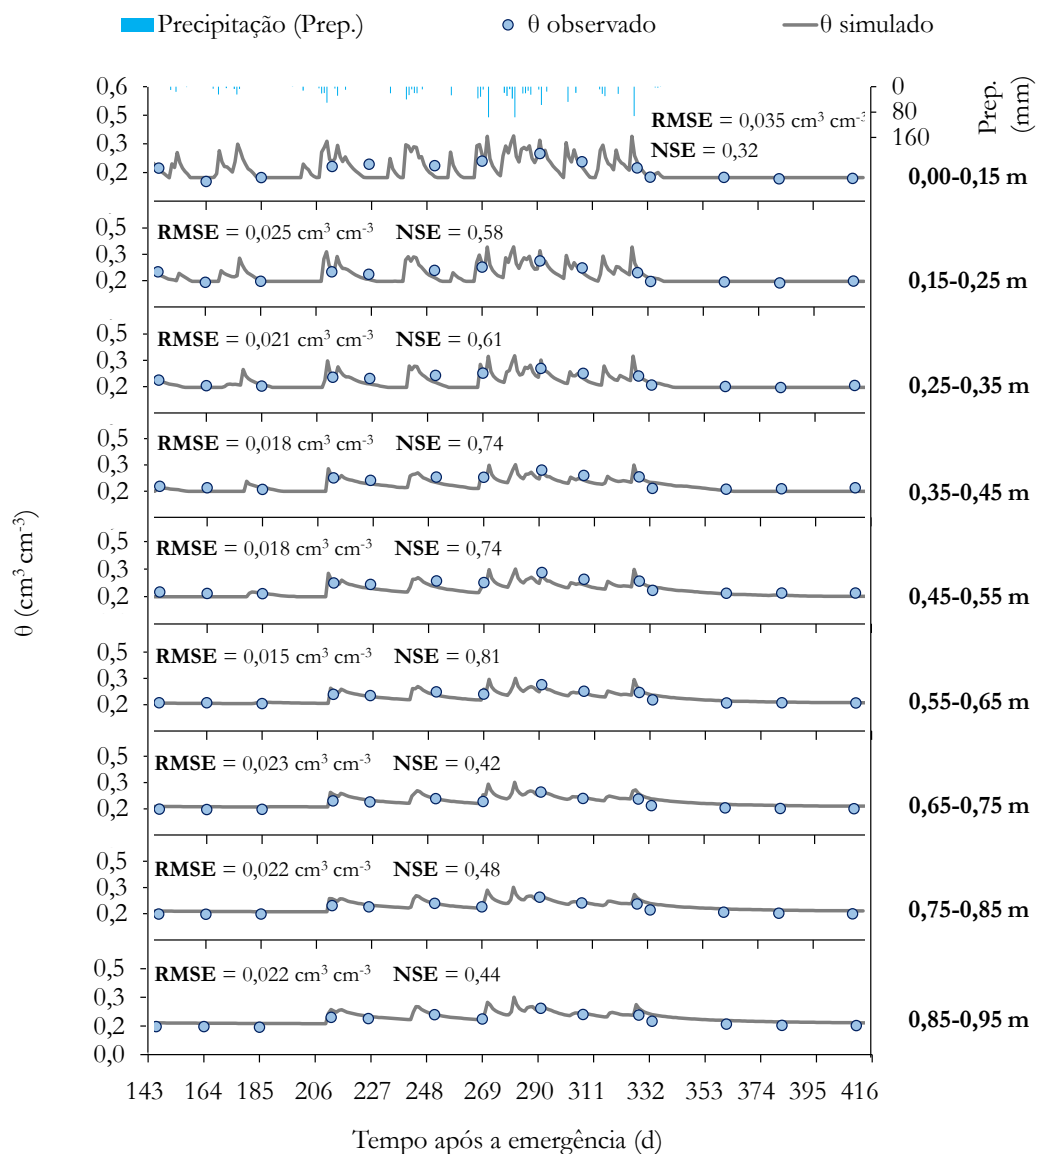 Precipitação (Prep.) θ observado θ simulado
0,6 0
0,5 80
0,3 160
0,2
Prep. (mm)
RMSE = 0,035 cm³ cm⁻³
NSE = 0,32
0,00-0,15 m
0,5
RMSE = 0,025 cm³ cm⁻³ NSE = 0,58
0,3
0,2
0,15-0,25 m
0,5
RMSE = 0,021 cm³ cm⁻³ NSE = 0,61
0,3
0,2
0,25-0,35 m
0,5
RMSE = 0,018 cm³ cm⁻³ NSE = 0,74
0,3
0,2
0,35-0,45 m
0,5
RMSE = 0,018 cm³ cm⁻³ NSE = 0,74
0,3
0,2
0,45-0,55 m
θ (cm³ cm⁻³)
0,5
RMSE = 0,015 cm³ cm⁻³ NSE = 0,81
0,3
0,2
0,55-0,65 m
0,5
RMSE = 0,023 cm³ cm⁻³ NSE = 0,42
0,3
0,2
0,65-0,75 m
0,5
RMSE = 0,022 cm³ cm⁻³ NSE = 0,48
0,3
0,2
0,75-0,85 m
0,5
RMSE = 0,022 cm³ cm⁻³ NSE = 0,44
0,3
0,2
0,85-0,95 m
0,0
143 164 185 206 227 248 269 290 311 332 353 374 395 416
Tempo após a emergência (d)